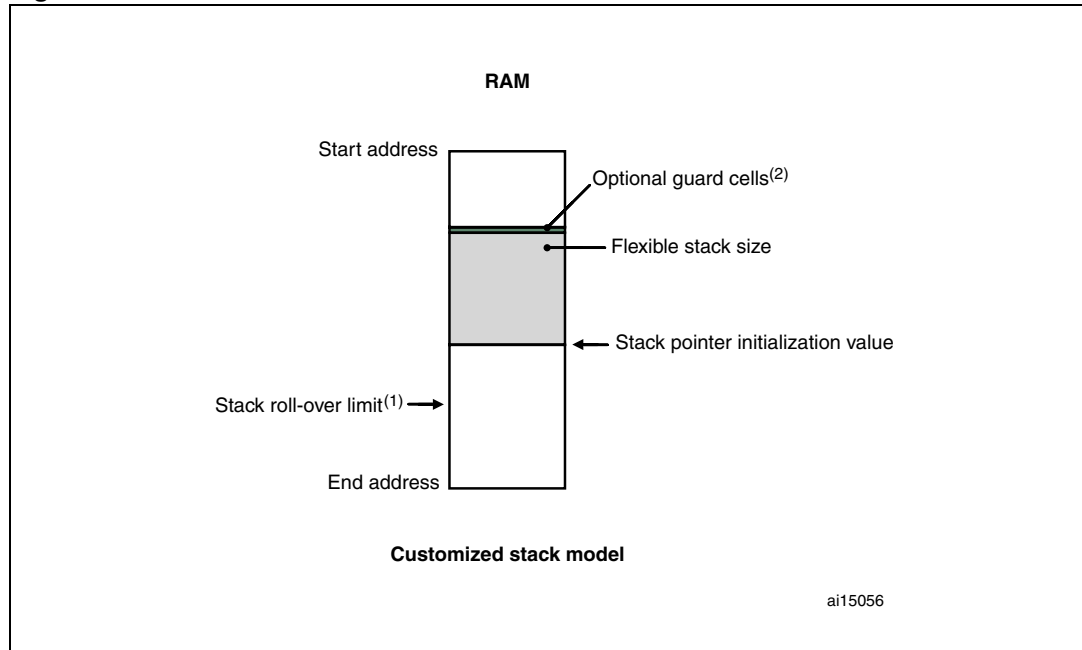 RAM
Start address
Optional guard cells(2)
Flexible stack size
Stack pointer initialization value
Stack roll-over limit(1)
End address
Customized stack model
ai15056